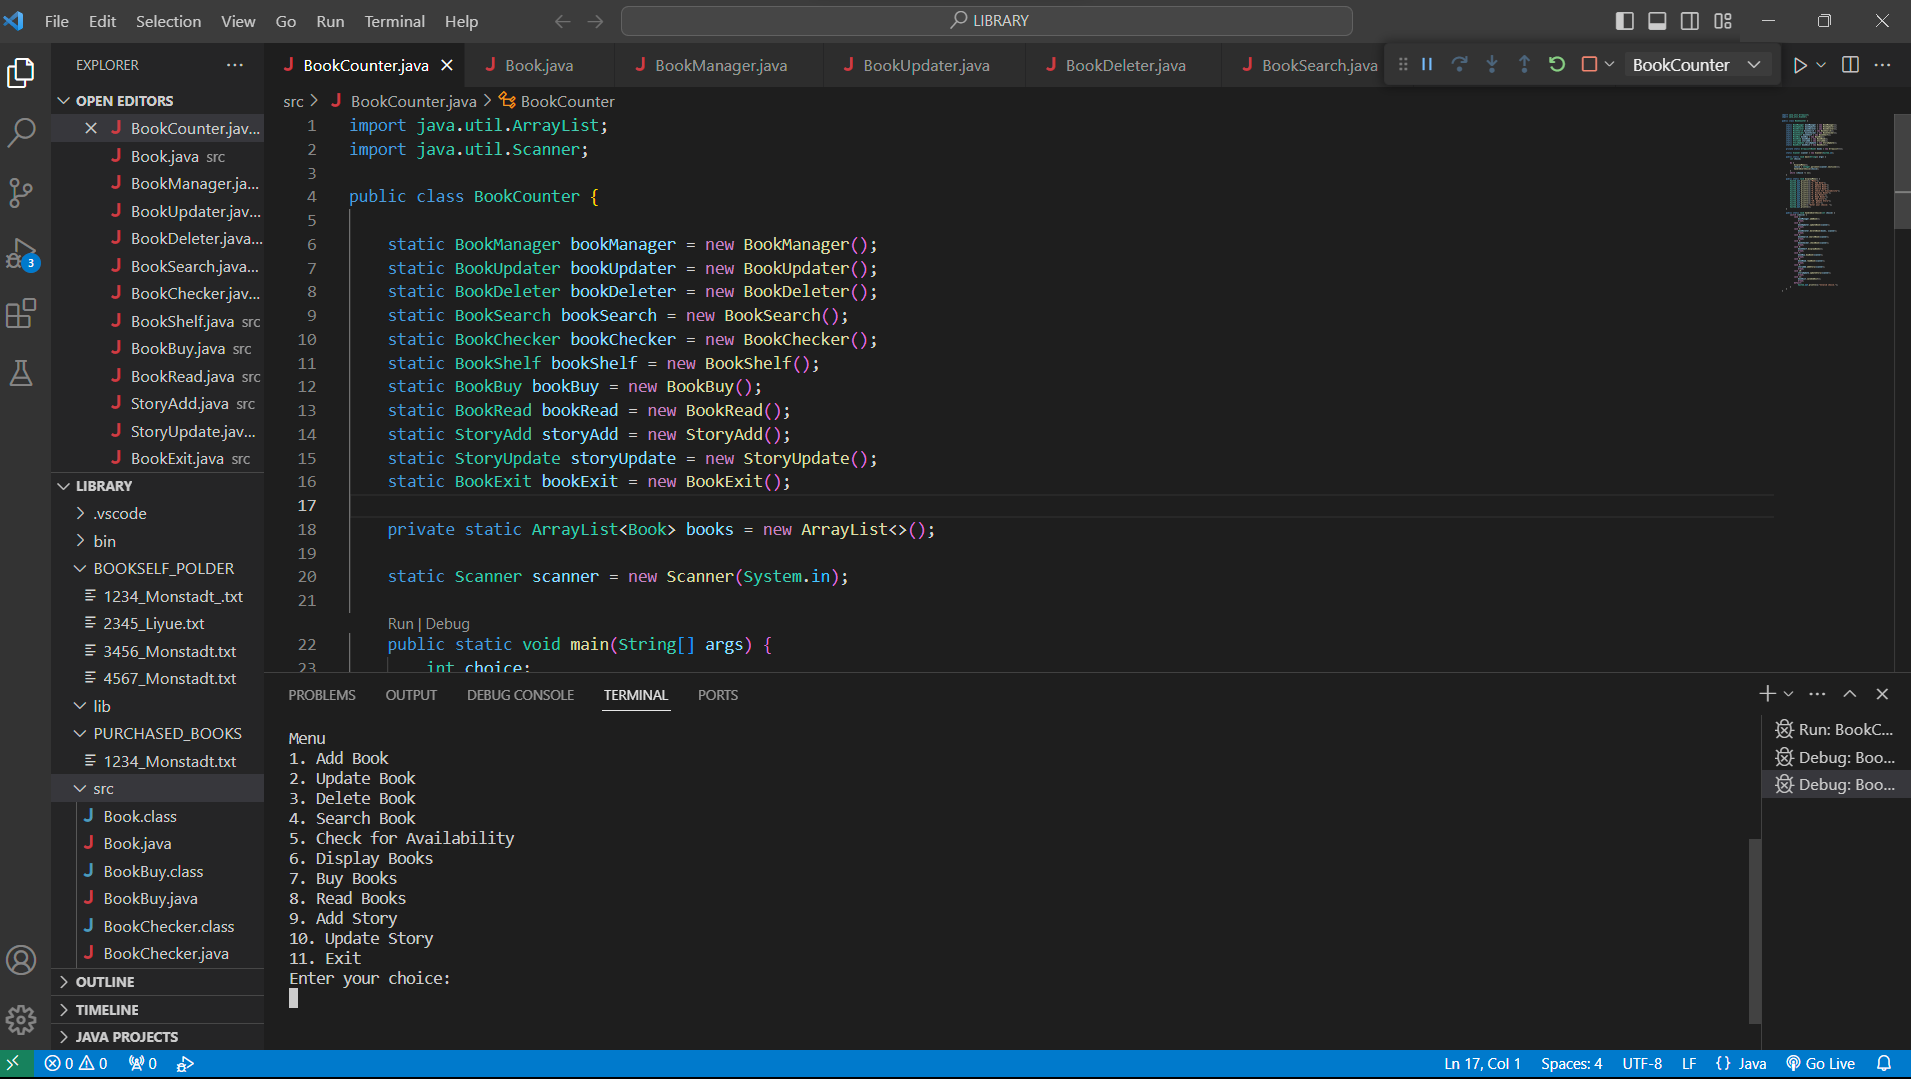 File Edit Selection View Go Run Terminal Help
LIBRARY
EXPLORER
OPEN EDITORS
BookCounter.jav...
Book.java src
BookManager.ja...
BookUpdater.jav...
BookDeleter.java...
BookSearch.java...
BookChecker.jav...
BookShelf.java src
BookBuy.java src
BookRead.java src
StoryAdd.java src
StoryUpdate.jav...
BookExit.java src
LIBRARY
.vscode
bin
BOOKSELF_POLDER
1234_Monstadt_.txt
2345_Liyue.txt
3456_Monstadt.txt
4567_Monstadt.txt
lib
PURCHASED_BOOKS
1234_Monstadt.txt
src
Book.class
Book.java
BookBuy.class
BookBuy.java
BookChecker.class
BookChecker.java
OUTLINE
TIMELINE
JAVA PROJECTS
3
BookCounter.java Book.java BookManager.java BookUpdater.java BookDeleter.java BookSearch.java BookCounter
src > BookCounter.java > BookCounter
1 import java.util.ArrayList;
2 import java.util.Scanner;
3
4 public class BookCounter {
5
6 static BookManager bookManager = new BookManager();
7 static BookUpdater bookUpdater = new BookUpdater();
8 static BookDeleter bookDeleter = new BookDeleter();
9 static BookSearch bookSearch = new BookSearch();
10 static BookChecker bookChecker = new BookChecker();
11 static BookShelf bookShelf = new BookShelf();
12 static BookBuy bookBuy = new BookBuy();
13 static BookRead bookRead = new BookRead();
14 static StoryAdd storyAdd = new StoryAdd();
15 static StoryUpdate storyUpdate = new StoryUpdate();
16 static BookExit bookExit = new BookExit();
17
18 private static ArrayList<Book> books = new ArrayList<>();
19
20 static Scanner scanner = new Scanner(System.in);
21
Run | Debug
22 public static void main(String[] args) {
23 int choice;
PROBLEMS OUTPUT DEBUG CONSOLE TERMINAL PORTS
Menu
1. Add Book
2. Update Book
3. Delete Book
4. Search Book
5. Check for Availability
6. Display Books
7. Buy Books
8. Read Books
9. Add Story
10. Update Story
11. Exit
Enter your choice:
Run: BookC...
Debug: Boo...
Debug: Boo...
0 0 0
Ln 17, Col 1 Spaces: 4 UTF-8 LF {} Java Go Live